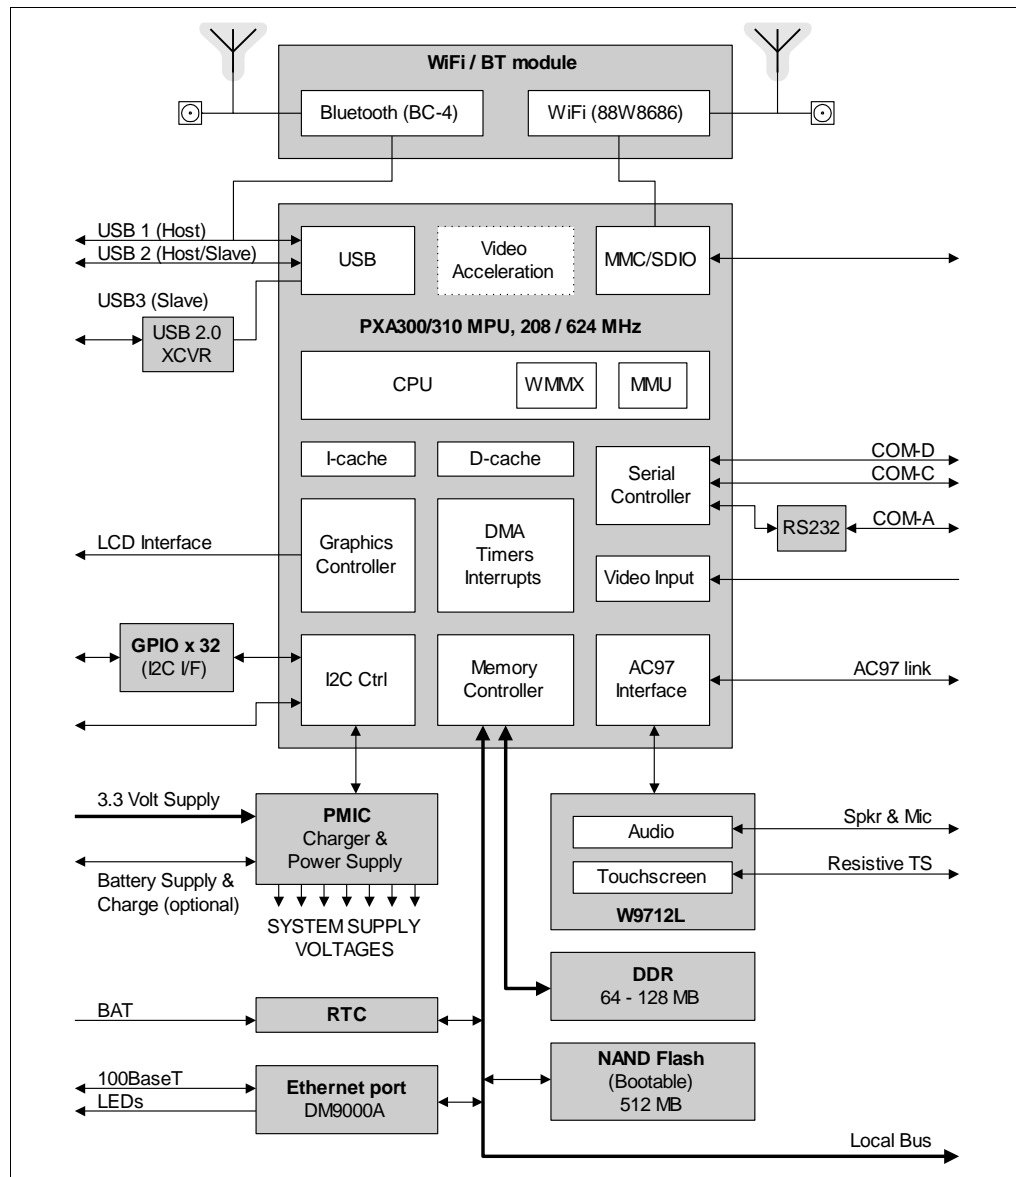 WiFi / BT module
Bluetooth (BC-4)
WiFi (88W8686)
USB 1 (Host)
USB 2 (Host/Slave)
USB3 (Slave)
USB 2.0
XCVR
USB
Video
Acceleration
MMC/SDIO
PXA300/310 MPU, 208 / 624 MHz
CPU
WMMX
MMU
I-cache
D-cache
Serial
Controller
COM-D
COM-C
COM-A
RS232
LCD Interface
Graphics
Controller
DMA
Timers
Interrupts
Video Input
GPIO x 32
(I2C I/F)
I2C Ctrl
Memory
Controller
AC97
Interface
AC97 link
3.3 Volt Supply
PMIC
Charger &
Power Supply
Battery Supply &
Charge (optional)
SYSTEM SUPPLY
VOLTAGES
Audio
Touchscreen
W9712L
Spkr & Mic
Resistive TS
DDR
64 - 128 MB
BAT
RTC
NAND Flash
(Bootable)
512 MB
100BaseT
LEDs
Ethernet port
DM9000A
Local Bus